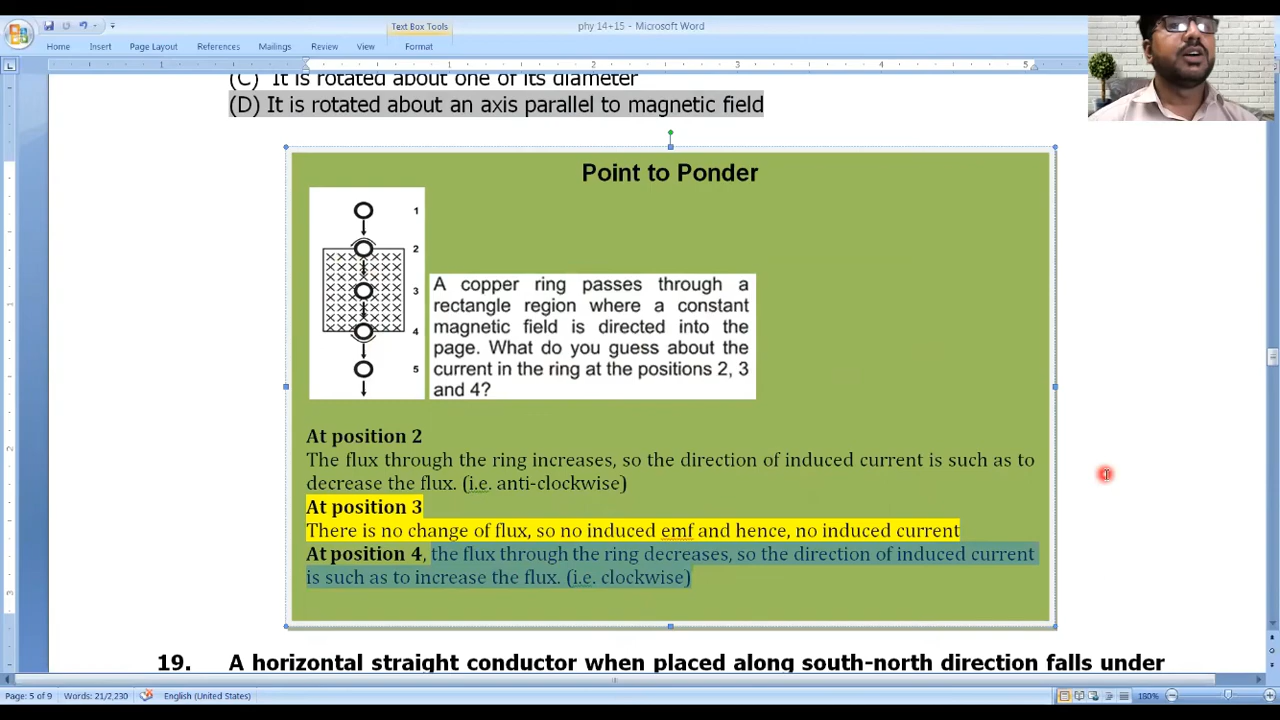 Text Box Tools
phy 14+15 - Microsoft Word
Home Insert Page Layout References Mailings Review View Format
1 1 2 3 4 5
(C) It is rotated about one of its diameter
(D) It is rotated about an axis parallel to magnetic field
Point to Ponder
1
2
3
4
5
A copper ring passes through a
rectangle region where a constant
magnetic field is directed into the
page. What do you guess about the
current in the ring at the positions 2, 3
and 4?
At position 2
The flux through the ring increases, so the direction of induced current is such as to
decrease the flux. (i.e. anti-clockwise)
At position 3
There is no change of flux, so no induced emf and hence, no induced current
At position 4, the flux through the ring decreases, so the direction of induced current
is such as to increase the flux. (i.e. clockwise)
19. A horizontal straight conductor when placed along south-north direction falls under
Page: 5 of 9 Words: 21/2,230 English (United States) 180%